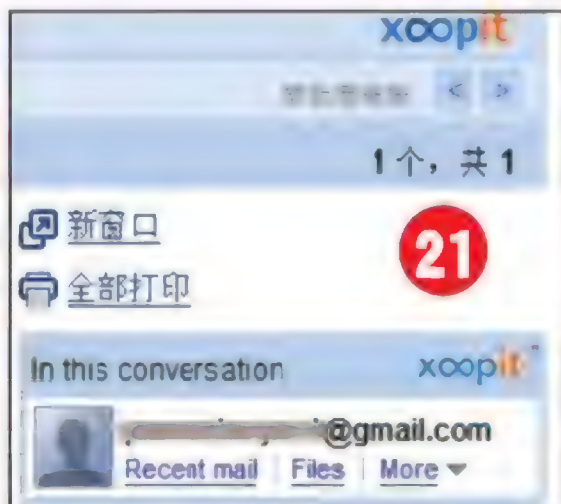 xoopit
< >
1个，共1
新窗口
21
全部打印
In this conversation xoopit
@gmail.com
Recent mail Files More